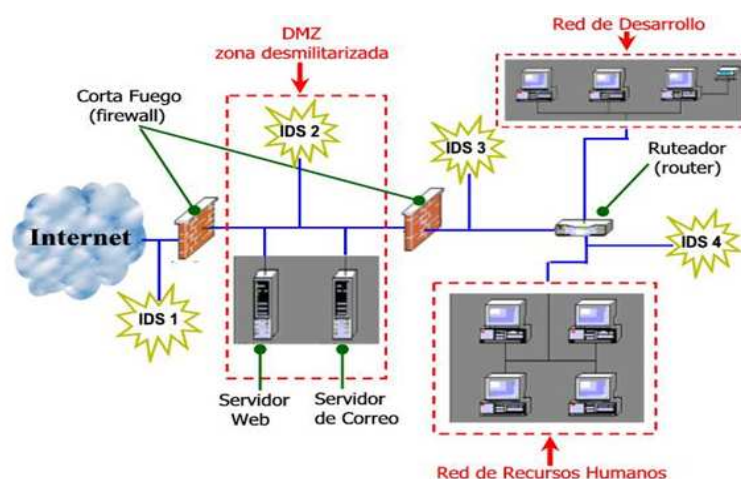 DMZ
zona desmilitarizada
Red de Desarrollo
Corta Fuego
(firewall)
IDS 2
IDS 3
Ruteador
(router)
Internet
IDS 4
IDS 1
Servidor
Web
Servidor
de Correo
Red de Recursos Humanos